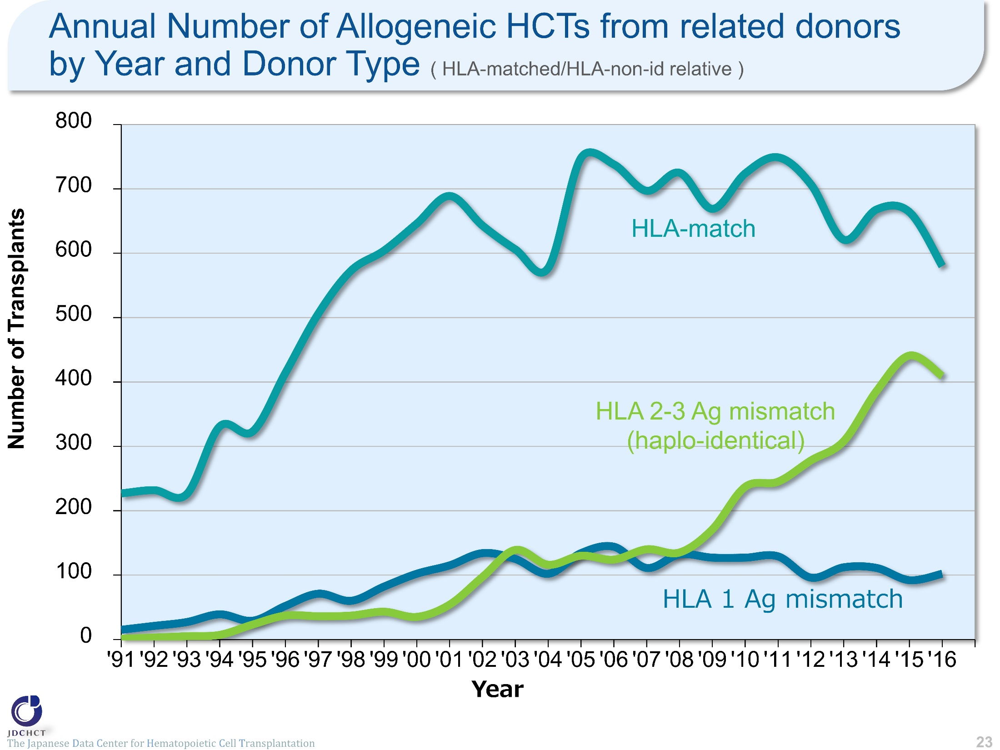 Annual Number of Allogeneic HCTs from related donors
by Year and Donor Type ( HLA-matched/HLA-non-id relative )
800
700
600
500
400
300
200
100
0
Number of Transplants
HLA-match
HLA 2-3 Ag mismatch
(haplo-identical)
HLA 1 Ag mismatch
'91 '92 '93 '94 '95 '96 '97 '98 '99 '00 '01 '02 '03 '04 '05 '06 '07 '08 '09 '10 '11 '12 '13 '14 '15 '16
Year
JDCHCT
The Japanese Data Center for Hematopoietic Cell Transplantation
23